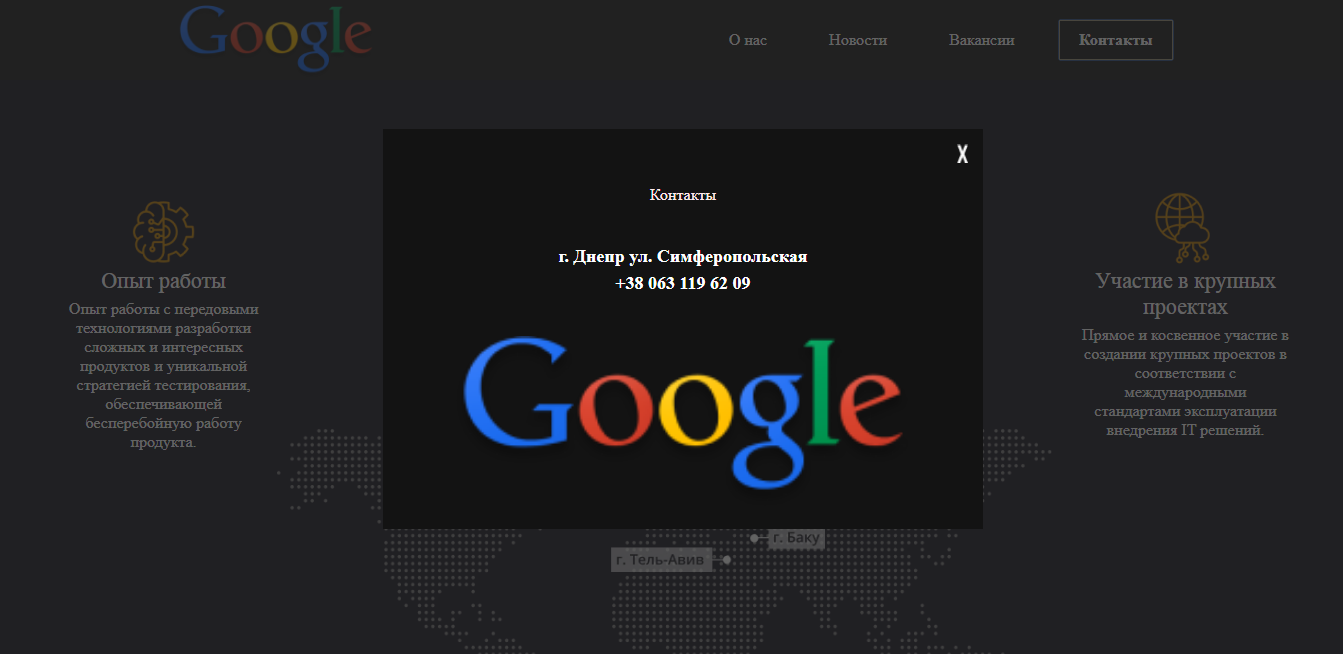 Google
О нас
Новости
Вакансии
Контакты
X
Контакты
г. Днепр ул. Симферопольская
+38 063 119 62 09
Google
Опыт работы
Опыт работы с передовыми
технологиями разработки
сложных и интересных
продуктов и уникальной
стратегией тестирования,
обеспечивающей
бесперебойную работу
продукта.
Участие в крупных
проектах
Прямое и косвенное участие в
создании крупных проектов в
соответствии с
международными
стандартами эксплуатации
внедрения IT решений.
г. Баку
г. Тель-Авив